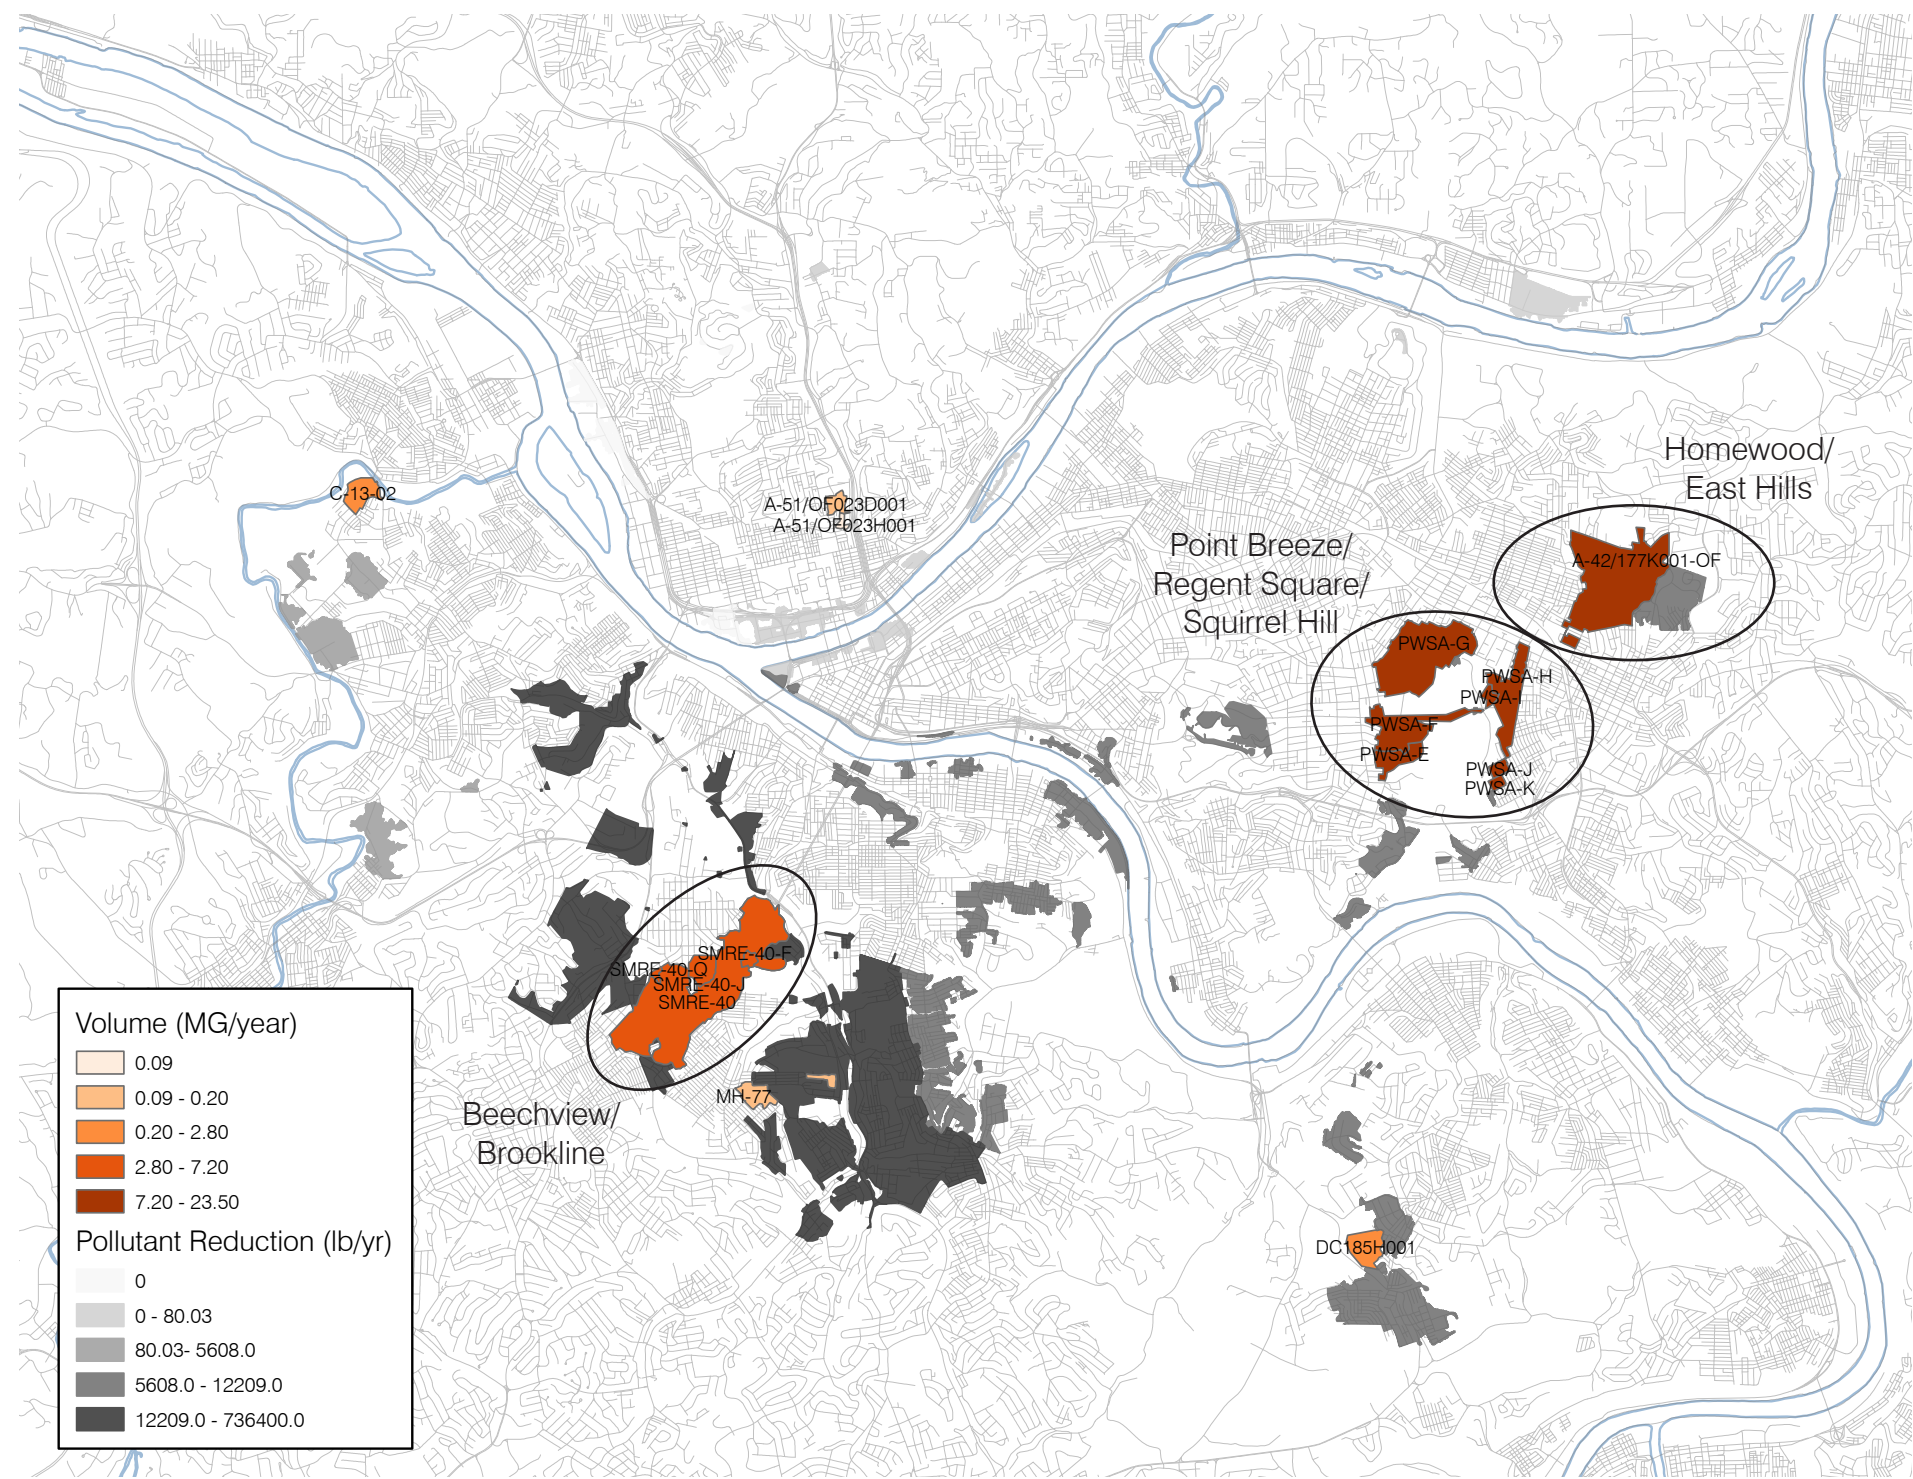 Homewood/
East Hills
C-13-02
A-51/OF023D001
A-51/OF023H001
Point Breeze/
Regent Square/
Squirrel Hill
A-42/177K001-OF
PWSA-G
PWSA-H
PWSA-I
PWSA-F
PWSA-E
PWSA-J
PWSA-K
SMRE-40-F
SMRE-40-Q
SMRE-40-J
SMRE-40
MH-77
Beechview/
Brookline
DC185H001
Volume (MG/year)
0.09
0.09 - 0.20
0.20 - 2.80
2.80 - 7.20
7.20 - 23.50
Pollutant Reduction (lb/yr)
0
0 - 80.03
80.03- 5608.0
5608.0 - 12209.0
12209.0 - 736400.0